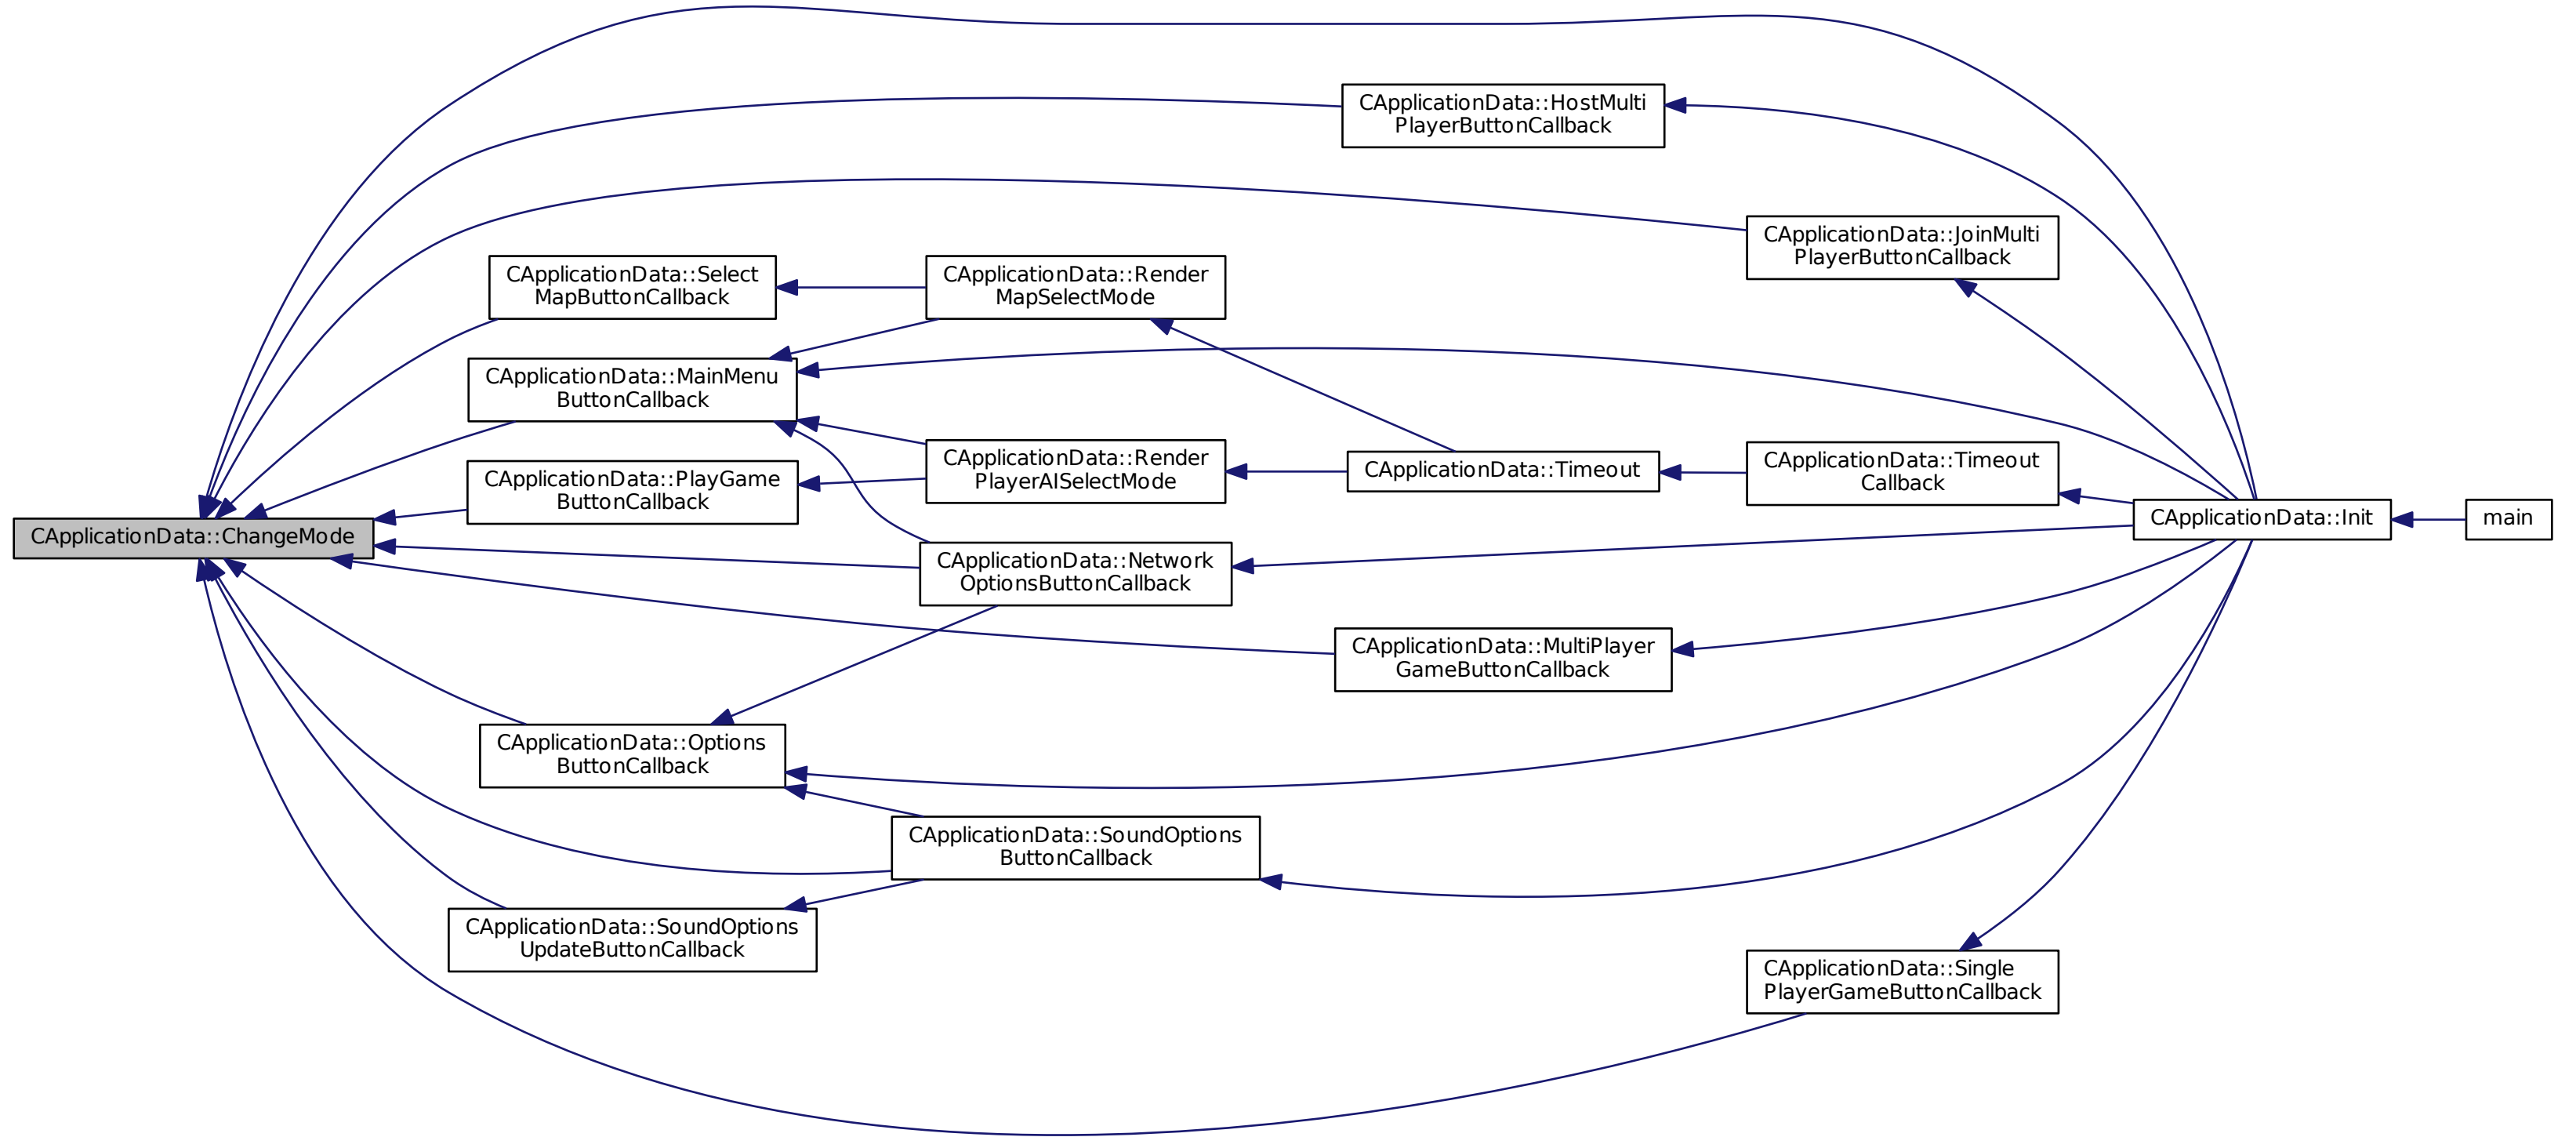 CApplicationData::HostMulti
PlayerButtonCallback
CApplicationData::JoinMulti
PlayerButtonCallback
CApplicationData::Select
MapButtonCallback
CApplicationData::Render
MapSelectMode
CApplicationData::MainMenu
ButtonCallback
CApplicationData::Render
PlayerAISelectMode
CApplicationData::Timeout
CApplicationData::Timeout
Callback
CApplicationData::PlayGame
ButtonCallback
CApplicationData::ChangeMode
CApplicationData::Init
main
CApplicationData::Network
OptionsButtonCallback
CApplicationData::MultiPlayer
GameButtonCallback
CApplicationData::Options
ButtonCallback
CApplicationData::SoundOptions
ButtonCallback
CApplicationData::SoundOptions
UpdateButtonCallback
CApplicationData::Single
PlayerGameButtonCallback